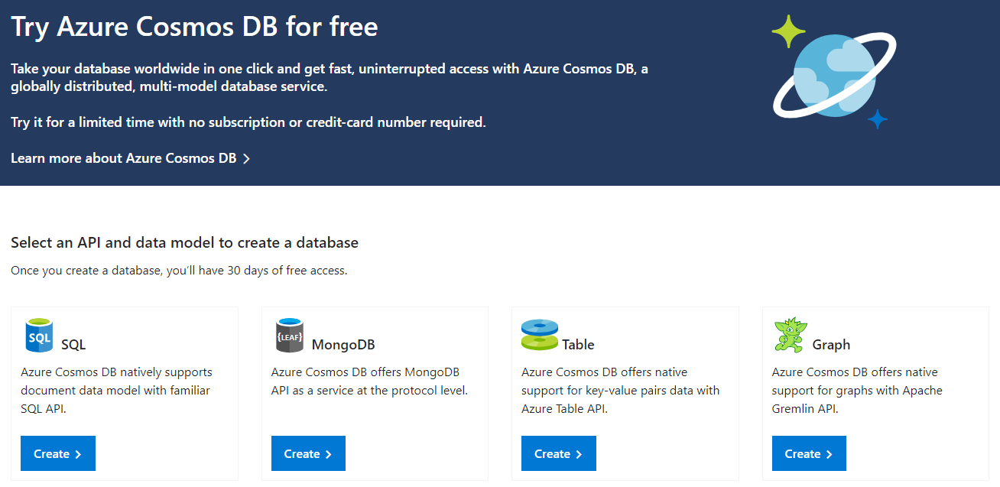 Try Azure Cosmos DB for free
Take your database worldwide in one click and get fast, uninterrupted access with Azure Cosmos DB, a
globally distributed, multi-model database service.
Try it for a limited time with no subscription or credit-card number required.
Learn more about Azure Cosmos DB >
Select an API and data model to create a database
Once you create a database, you’ll have 30 days of free access.
SQL SQL
Azure Cosmos DB natively supports
document data model with familiar
SQL API.
Create >
{LEAF} MongoDB
Azure Cosmos DB offers MongoDB
API as a service at the protocol level.
Create >
Table
Azure Cosmos DB offers native
support for key-value pairs data with
Azure Table API.
Create >
Graph
Azure Cosmos DB offers native
support for graphs with Apache
Gremlin API.
Create >